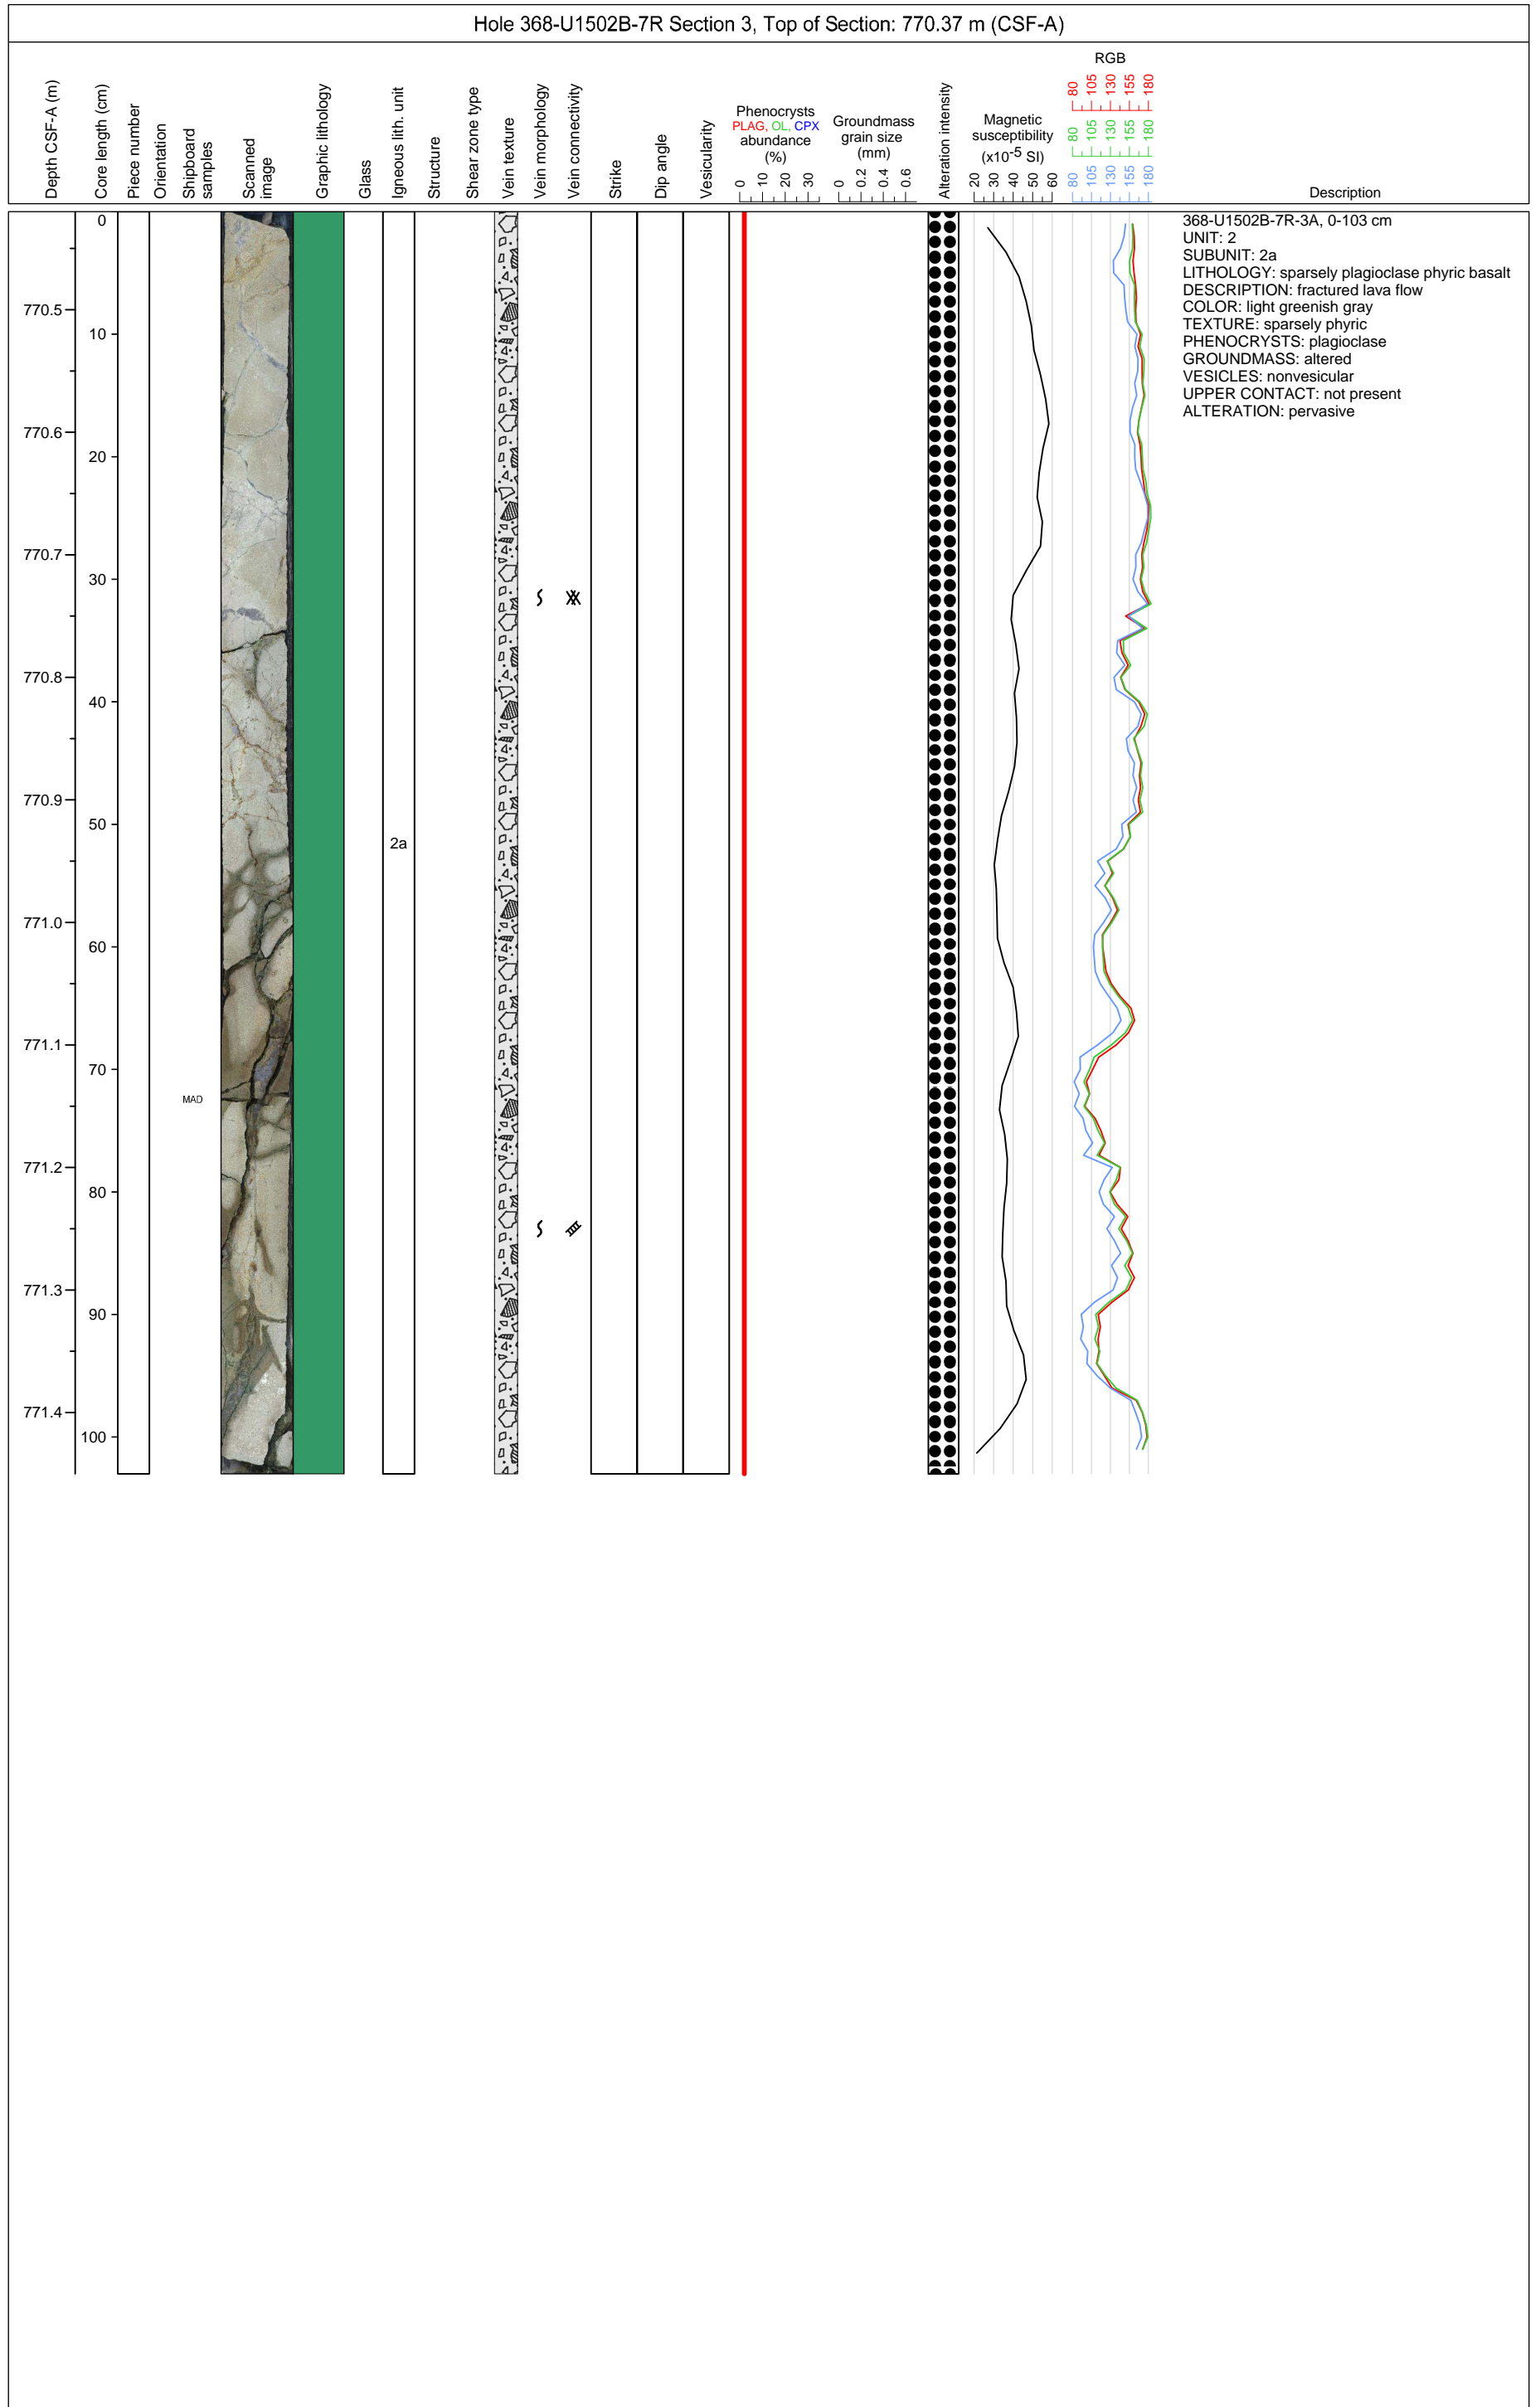 Hole 368-U1502B-7R Section 3, Top of Section: 770.37 m (CSF-A)
Depth CSF-A (m)
Core length (cm)
Piece number
Orientation
Shipboard
samples
Scanned
image
Graphic lithology
Glass
Igneous lith. unit
Structure
Shear zone type
Vein texture
Vein morphology
Vein connectivity
Strike
Dip angle
Vesicularity
Phenocrysts
PLAG, OL, CPX
abundance
(%)
0 10 20 30
Groundmass
grain size
(mm)
0 0.2 0.4 0.6
Alteration intensity
Magnetic
susceptibility
(x10-5 SI)
20 30 40 50 60
RGB
80 105 130 155 180
80 105 130 155 180
80 105 130 155 180
Description
368-U1502B-7R-3A, 0-103 cm
UNIT: 2
SUBUNIT: 2a
LITHOLOGY: sparsely plagioclase phyric basalt
DESCRIPTION: fractured lava flow
COLOR: light greenish gray
TEXTURE: sparsely phyric
PHENOCRYSTS: plagioclase
GROUNDMASS: altered
VESICLES: nonvesicular
UPPER CONTACT: not present
ALTERATION: pervasive
0
770.5
10
770.6
20
770.7
30
770.8
40
770.9
50
2a
771.0
60
771.1
70
MAD
771.2
80
771.3
90
771.4
100